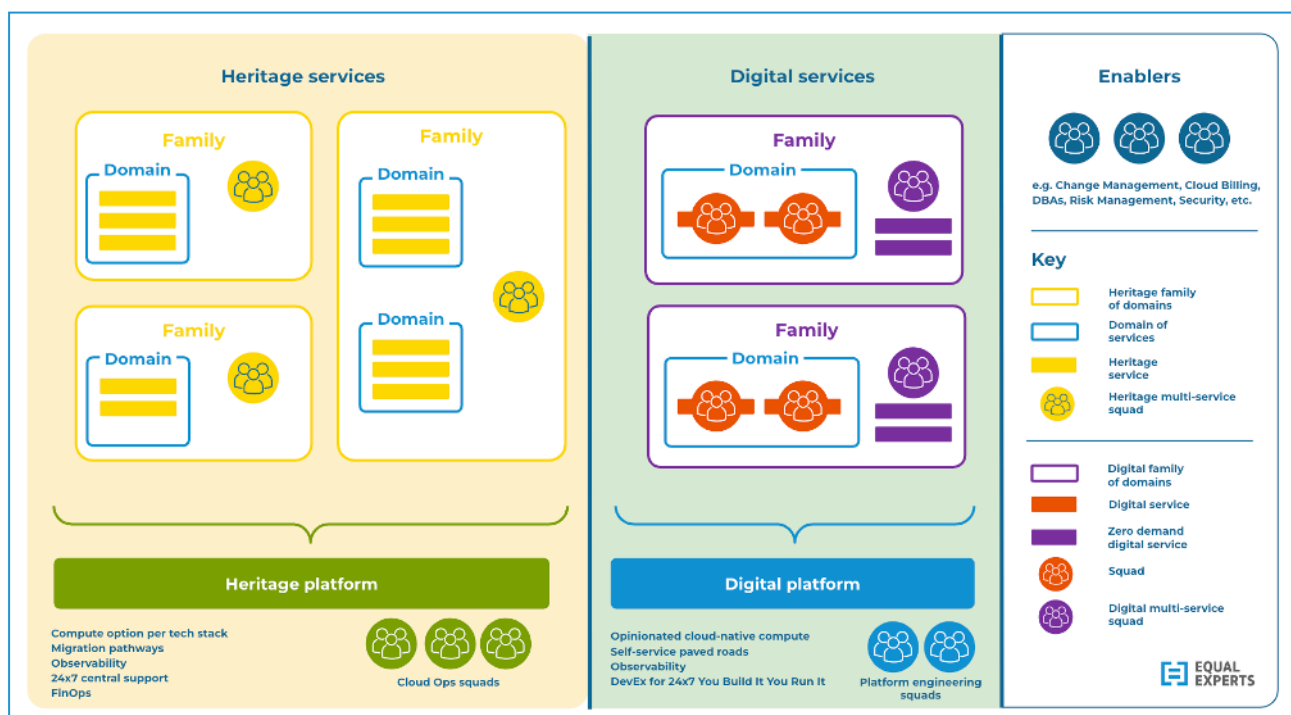 Heritage services
Family
Domain
Family
Domain
Domain
Family
Domain
Heritage platform
Compute option per tech stack
Migration pathways
Observability
24x7 central support
FinOps
Cloud Ops squads
Digital services
Family
Domain
Family
Domain
Digital platform
Opinionated cloud-native compute
Self-service paved roads
Observability
DevEx for 24x7 You Build It You Run It
Platform engineering
squads
Enablers
e.g. Change Management, Cloud Billing,
DBAs, Risk Management, Security, etc.
Key
Heritage family
of domains
Domain of
services
Heritage
service
Heritage multi-service
squad
Digital family
of domains
Digital service
Zero demand
digital service
Squad
Digital multi-service
squad
EQUAL
EXPERTS